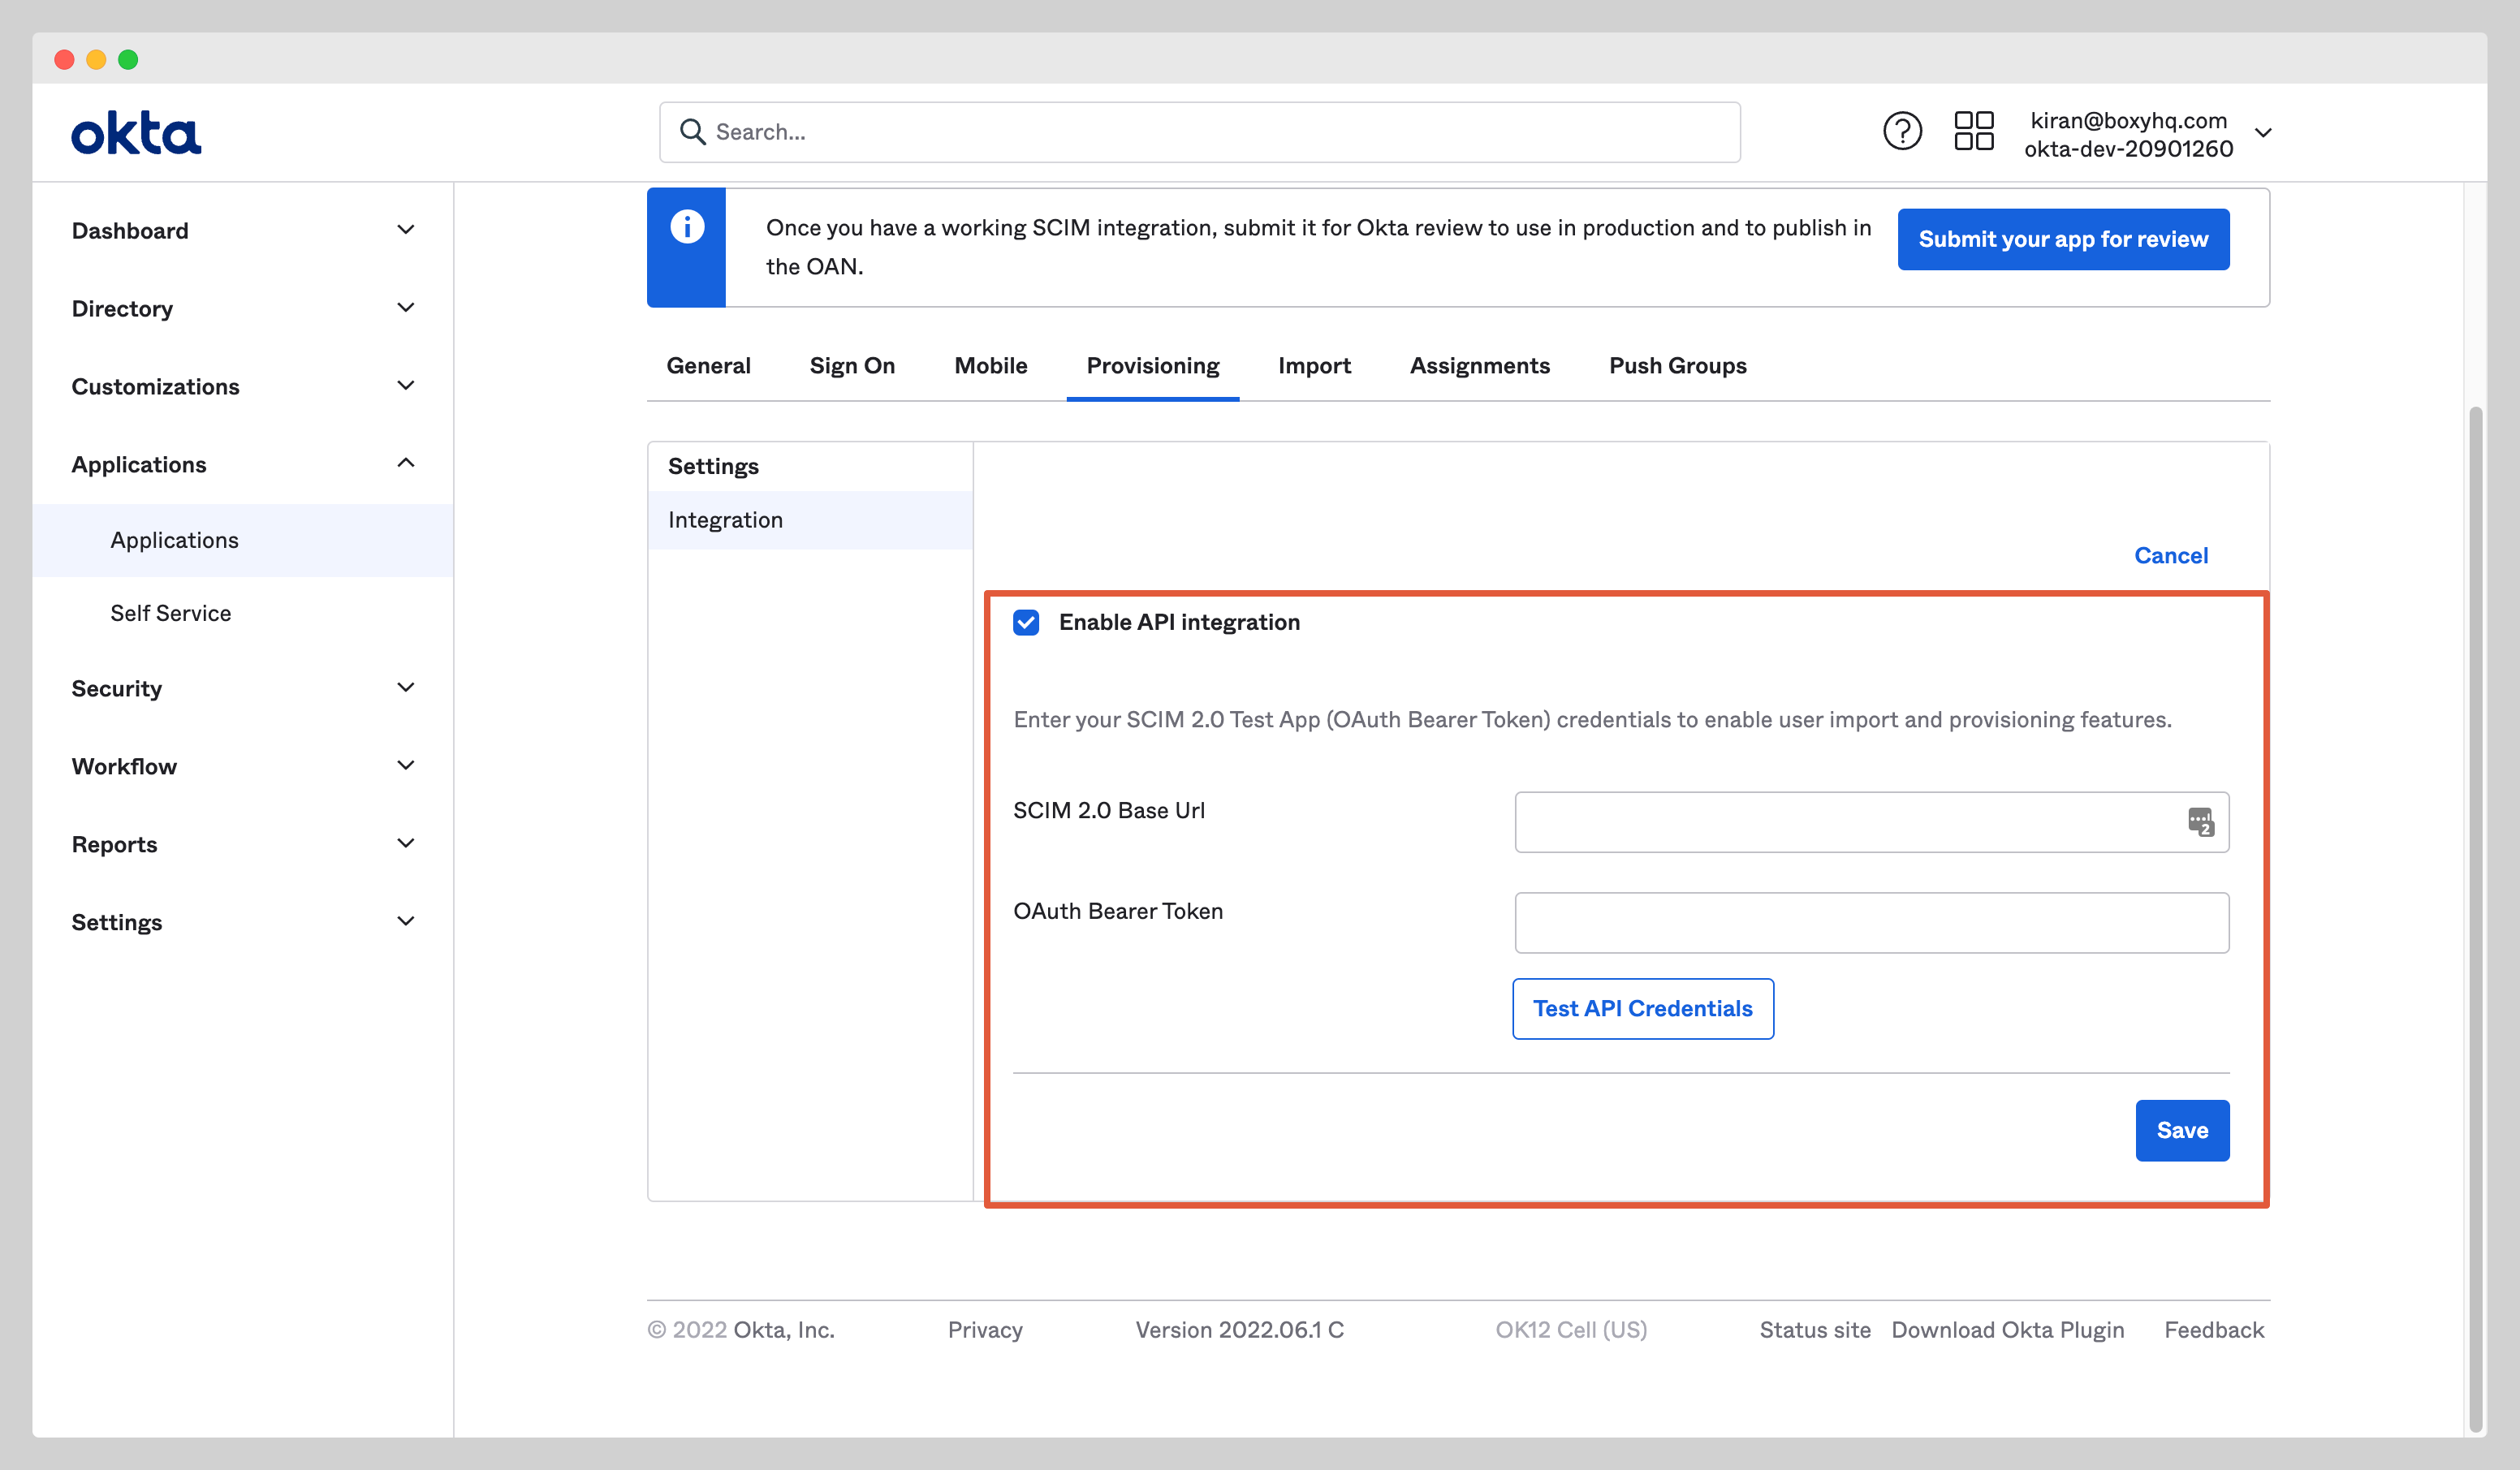 okta
Search...
kiran@boxyhq.com
okta-dev-20901260
Dashboard
Directory
Customizations
Applications
Applications
Self Service
Security
Workflow
Reports
Settings
Once you have a working SCIM integration, submit it for Okta review to use in production and to publish in
the OAN.
Submit your app for review
General Sign On Mobile Provisioning Import Assignments Push Groups
Settings
Integration
Cancel
Enable API integration
Enter your SCIM 2.0 Test App (OAuth Bearer Token) credentials to enable user import and provisioning features.
SCIM 2.0 Base Url
2
OAuth Bearer Token
Test API Credentials
Save
© 2022 Okta, Inc. Privacy Version 2022.06.1 C OK12 Cell (US) Status site Download Okta Plugin Feedback